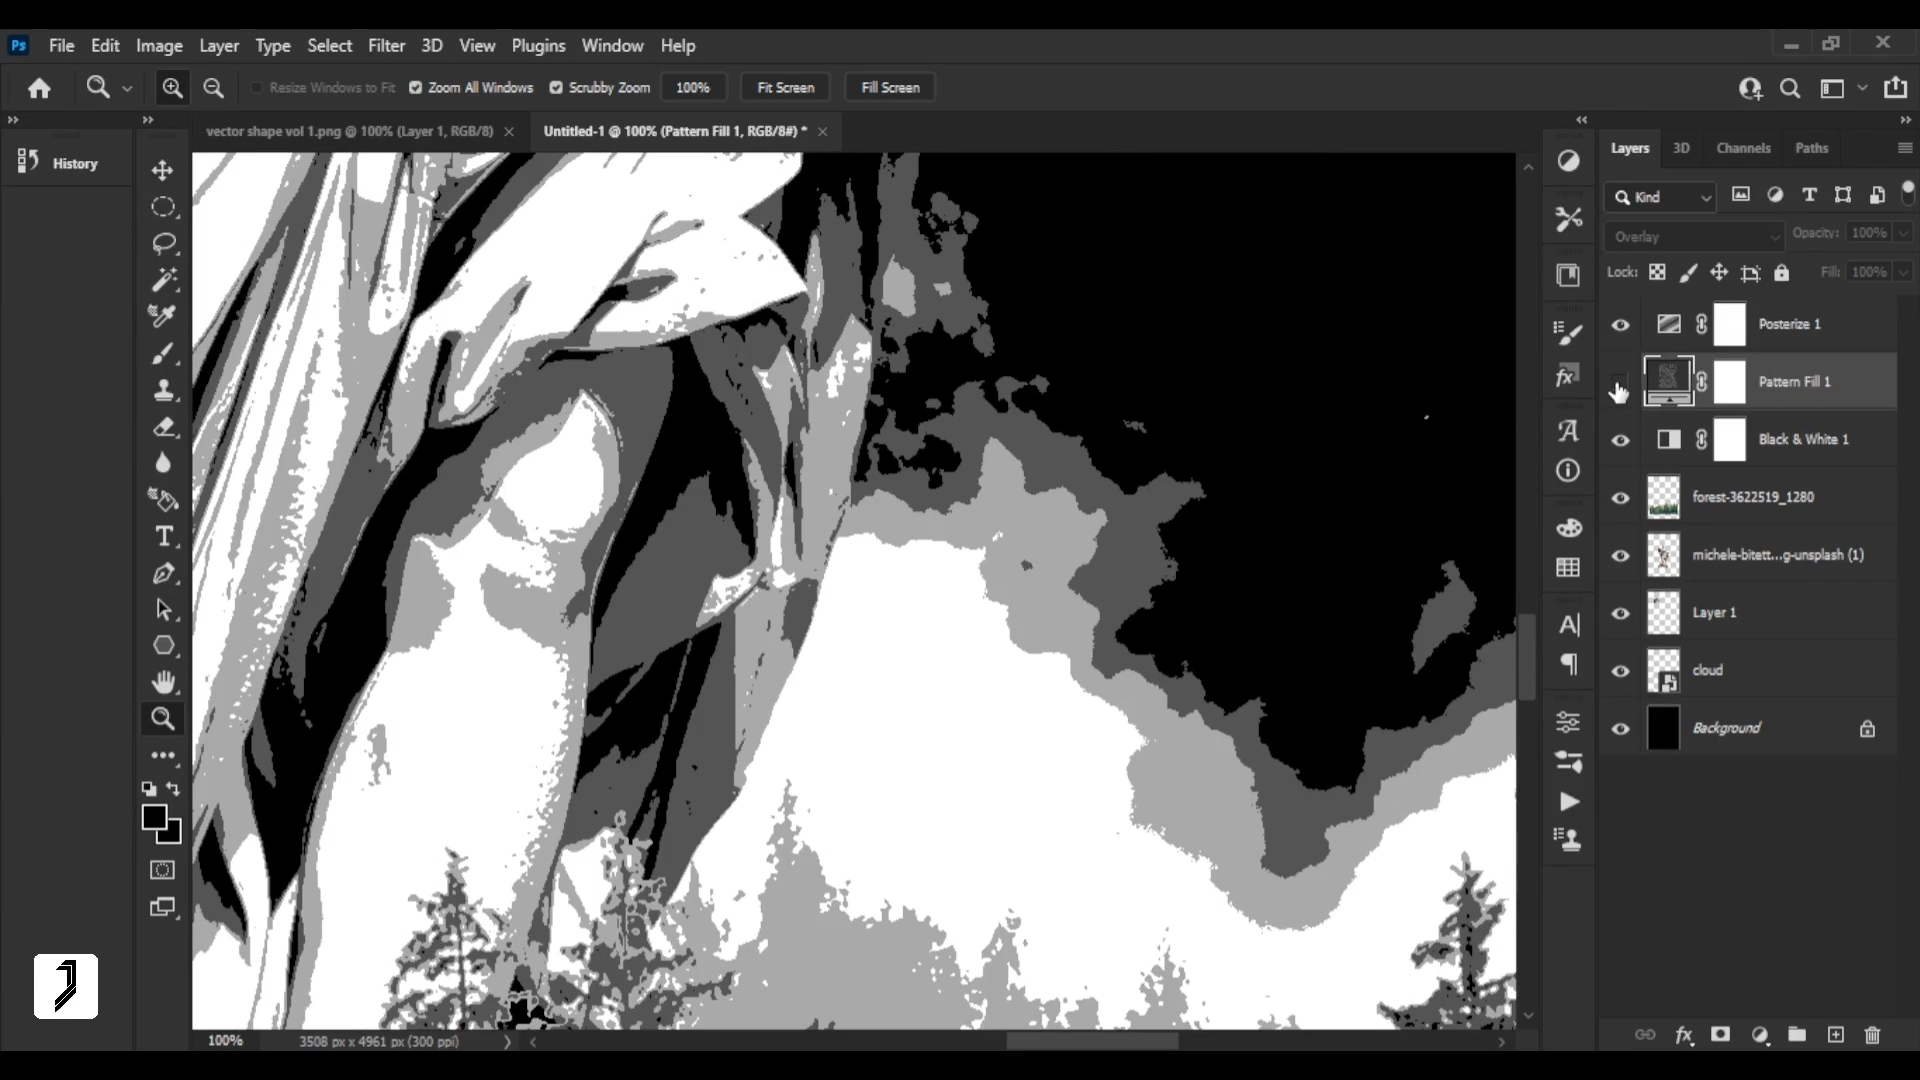 Ps File Edit Image Layer Type Select Filter 3D View Plugins Window Help
Resize Windows to Fit Zoom All Windows Scrubby Zoom 100% Fit Screen Fill Screen
vector shape vol 1.png @ 100% (Layer 1, RGB/8) Untitled-1 @ 100% (Pattern Fill 1, RGB/8#) *
History
Layers 3D Channels Paths
Kind
Overlay Opacity: 100%
Lock: Fill: 100%
Posterize 1
Pattern Fill 1
Black & White 1
forest-3622519_1280
michele-bitett...g-unsplash (1)
Layer 1
cloud
Background
100% 3508 px x 4961 px (300 ppi)